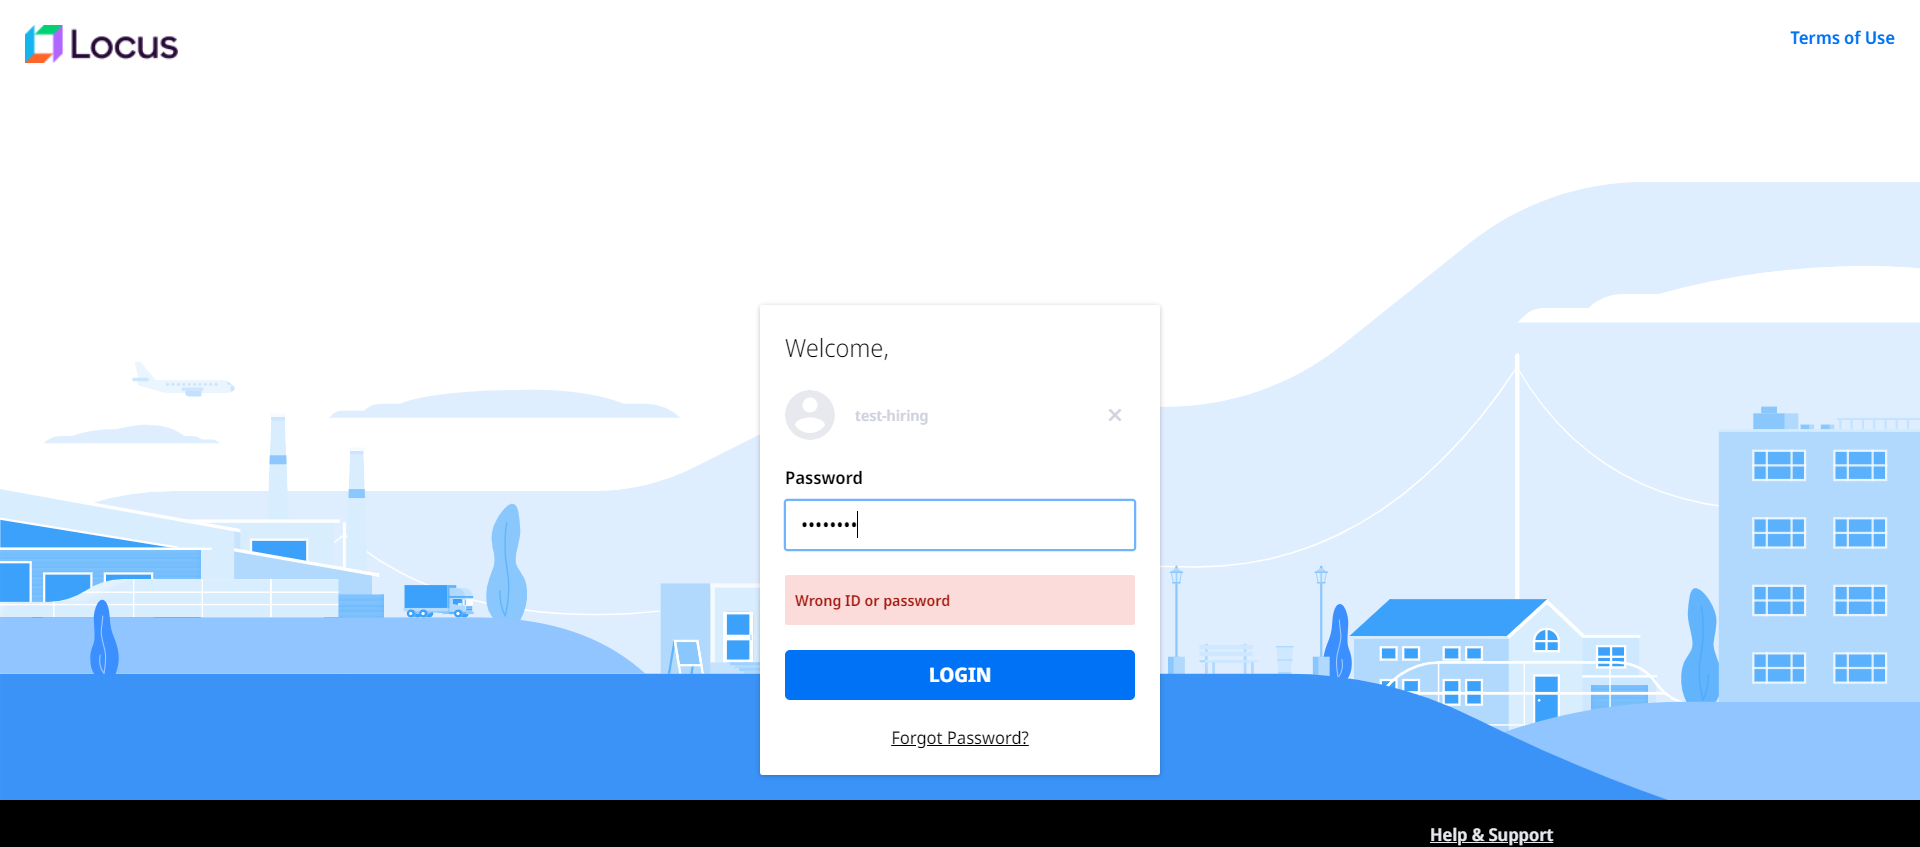 Locus
Terms of Use
Welcome,
test-hiring
Password
••••••••
Wrong ID or password
LOGIN
Forgot Password?
Help & Support